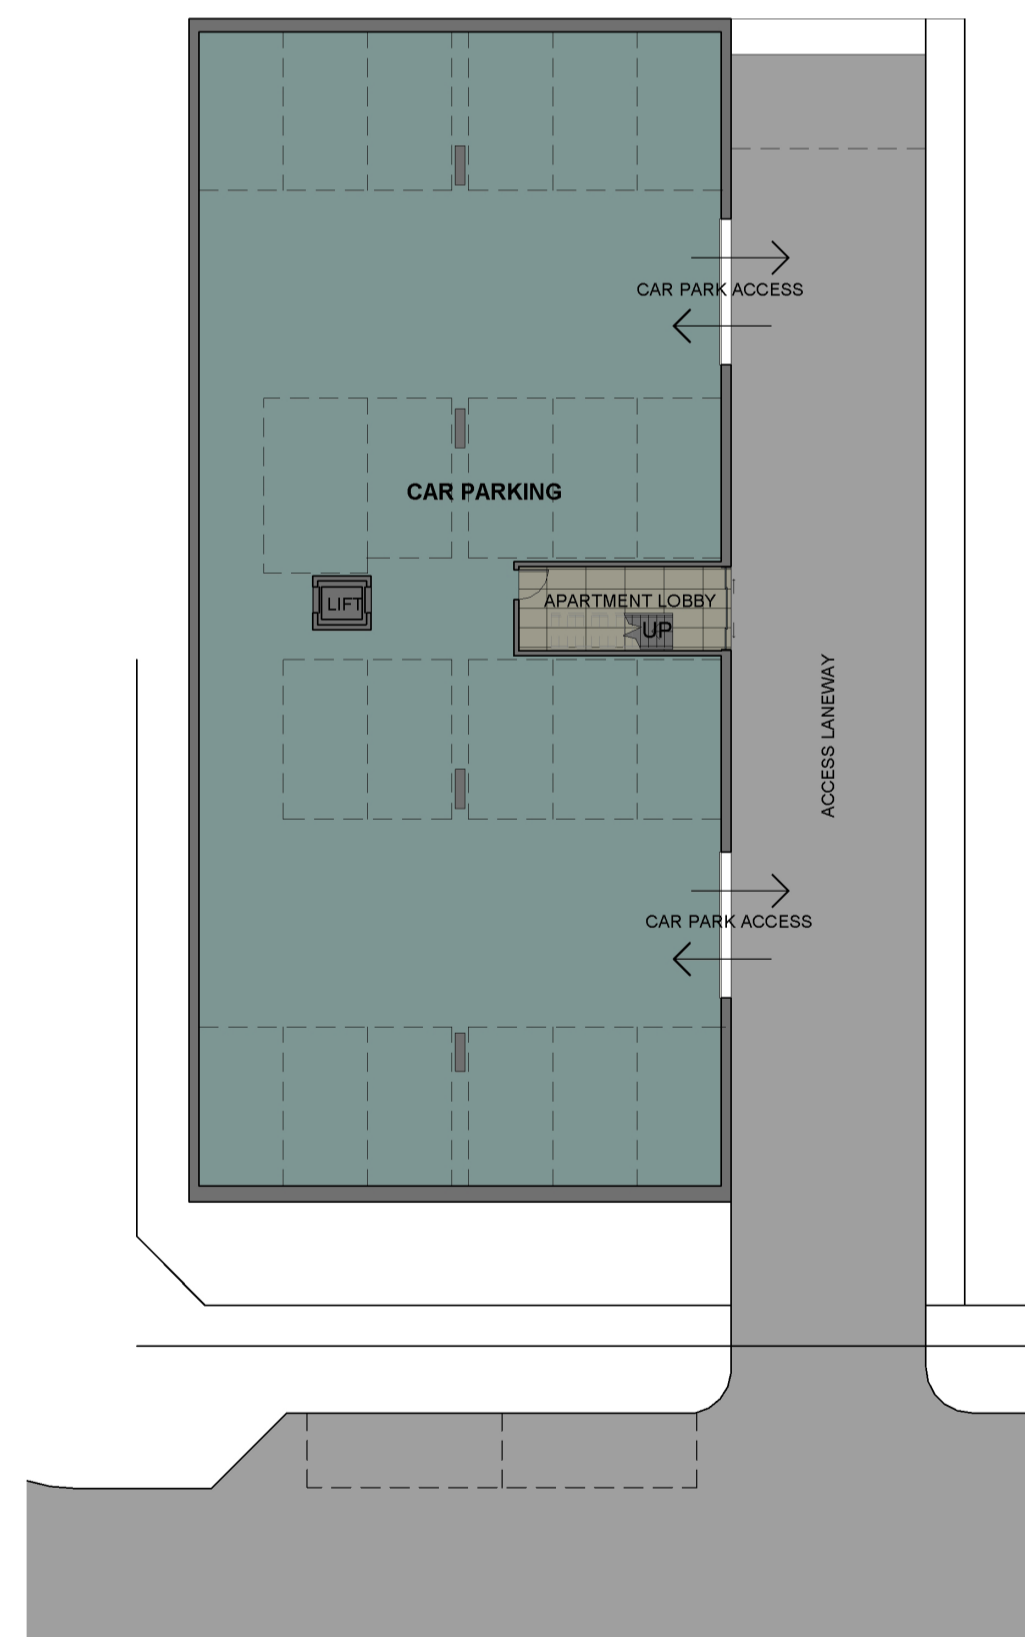 CAR PARK ACCESS
CAR PARKING
LIFT
APARTMENT LOBBY
UP
ACCESS LANEWAY
CAR PARK ACCESS